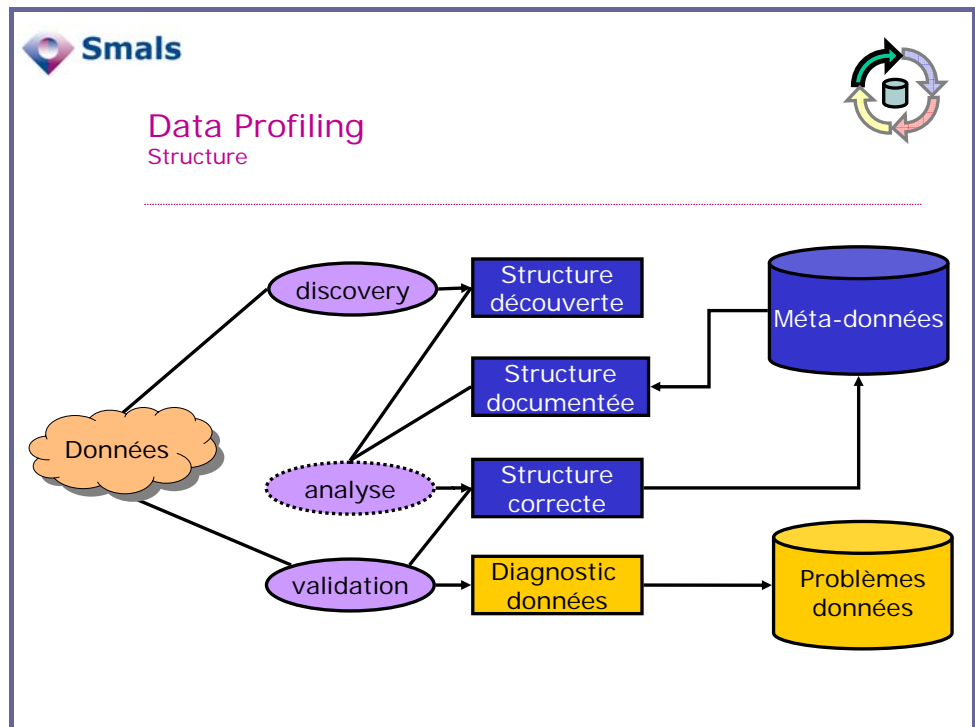 Smals
Data Profiling
Structure
discovery
Structure
découverte
Méta-données
Structure
documentée
Données
analyse
Structure
correcte
validation
Diagnostic
données
Problèmes
données